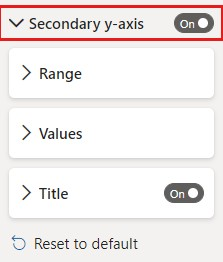 Secondary y-axis On
Range
Values
Title On
Reset to default